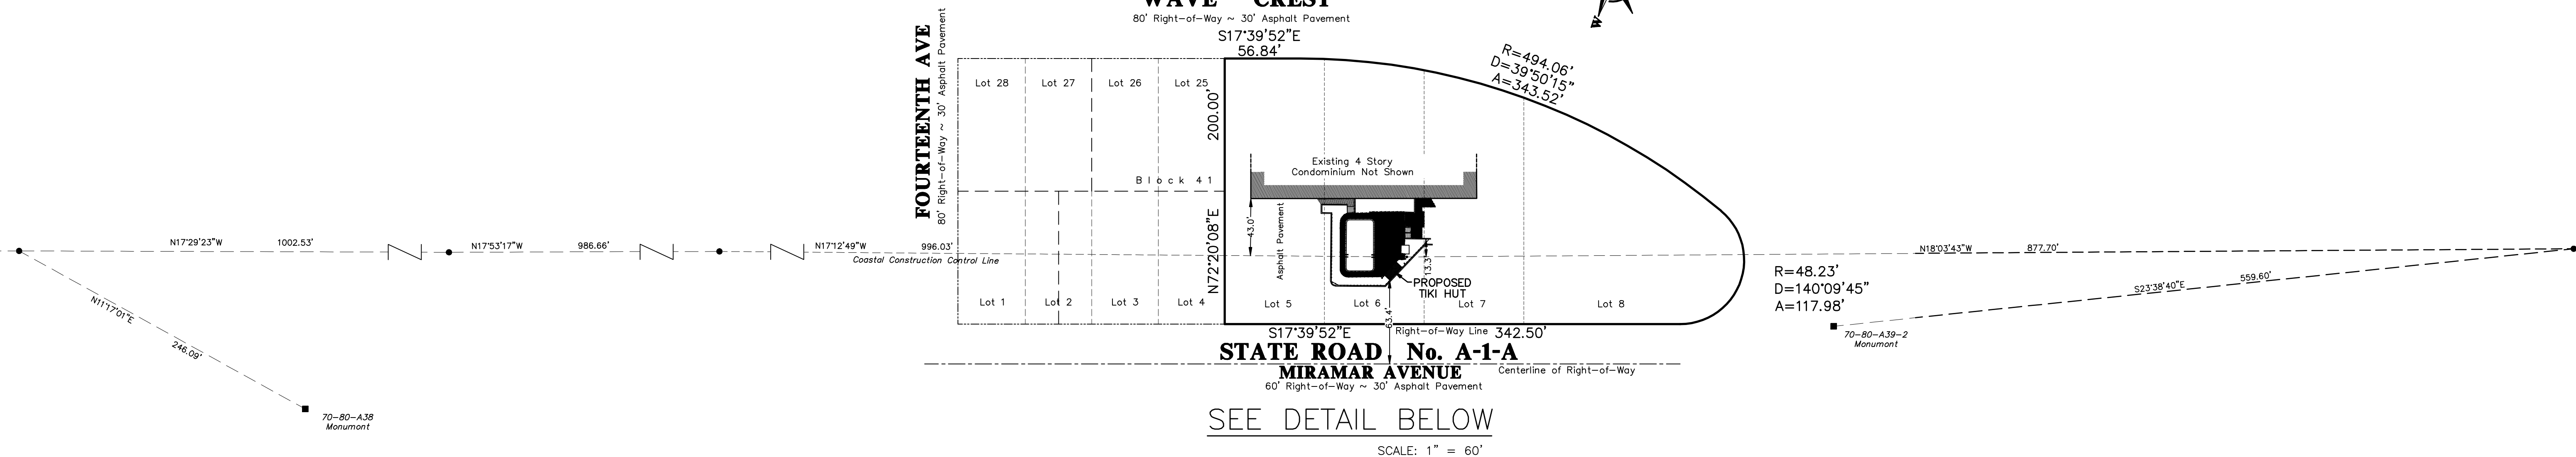 WAVE CREST
80' Right-of-Way ~ 30' Asphalt Pavement
S17°39'52"E
56.84'
R=494.06'
D=39°50'15"
A=343.52'
FOURTEENTH AVE
80' Right-of-Way ~ 30' Asphalt Pavement
Lot 28
Lot 27
Lot 26
Lot 25
200.00'
N72°20'08"E
Block 41
Existing 4 Story
Condominium Not Shown
43.0'
Asphalt Pavement
13.3'
PROPOSED
TIKI HUT
63.4'
N17°29'23"W
1002.53'
N17°53'17"W
986.66'
N17°12'49"W
996.03'
Coastal Construction Control Line
N18°03'43"W
877.70'
S23°38'40"E
559.60'
R=48.23'
D=140°09'45"
A=117.98'
70-80-A39-2
Monument
N11°17'01"E
246.09'
70-80-A38
Monument
Lot 1
Lot 2
Lot 3
Lot 4
Lot 5
Lot 6
Lot 7
Lot 8
S17°39'52"E
Right-of-Way Line
342.50'
STATE ROAD No. A-1-A
MIRAMAR AVENUE
Centerline of Right-of-Way
60' Right-of-Way ~ 30' Asphalt Pavement
SEE DETAIL BELOW
SCALE: 1" = 60'